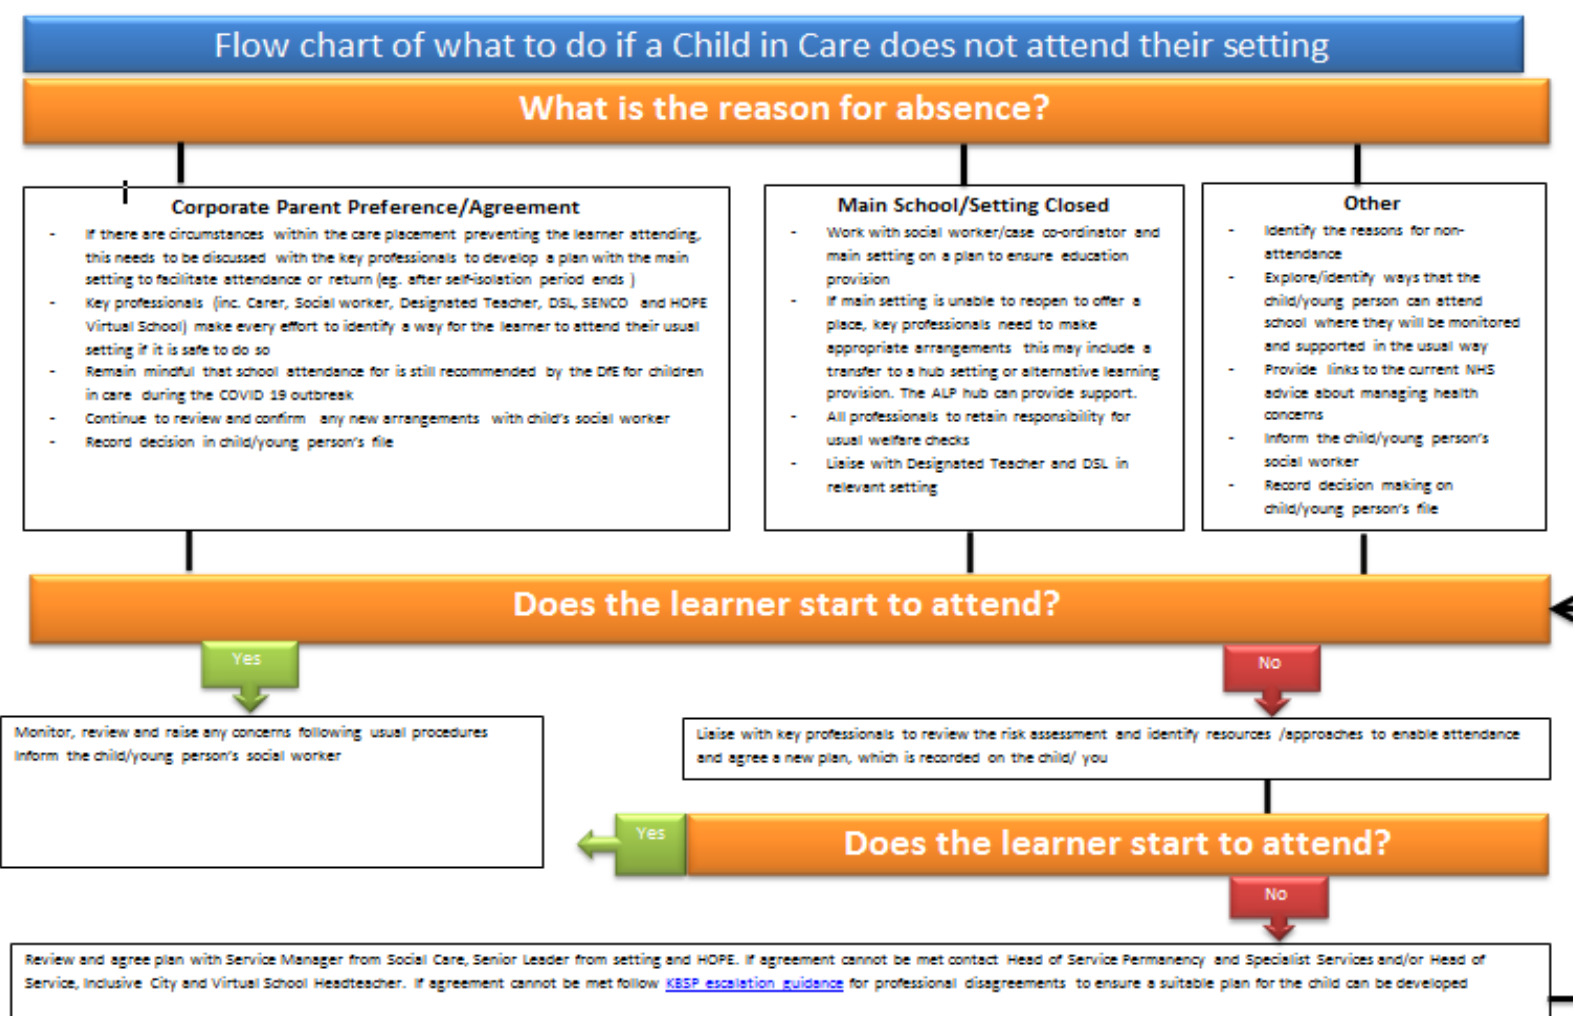 Flow chart of what to do if a Child in Care does not attend their setting
What is the reason for absence?
Corporate Parent Preference/Agreement
- If there are circumstances within the care placement preventing the learner attending,
this needs to be discussed with the key professionals to develop a plan with the main
setting to facilitate attendance or return (eg. after self-isolation period ends )
- Key professionals (inc. Carer, Social worker, Designated Teacher, DSL, SENCO and HOPE
Virtual School) make every effort to identify a way for the learner to attend their usual
setting if it is safe to do so
- Remain mindful that school attendance for is still recommended by the DfE for children
in care during the COVID 19 outbreak
- Continue to review and confirm any new arrangements with child's social worker
- Record decision in child/young person's file
Main School/Setting Closed
- Work with social worker/case co-ordinator and
main setting on a plan to ensure education
provision
- If main setting is unable to reopen to offer a
place, key professionals need to make
appropriate arrangements this may include a
transfer to a hub setting or alternative learning
provision. The ALP hub can provide support.
- All professionals to retain responsibility for
usual welfare checks
- Liaise with Designated Teacher and DSL in
relevant setting
Other
- Identify the reasons for non-
attendance
- Explore/identify ways that the
child/young person can attend
school where they will be monitored
and supported in the usual way
- Provide links to the current NHS
advice about managing health
concerns
- Inform the child/young person's
social worker
- Record decision making on
child/young person's file
Does the learner start to attend?
Yes
No
Monitor, review and raise any concerns following usual procedures
Inform the child/young person's social worker
Liaise with key professionals to review the risk assessment and identify resources /approaches to enable attendance
and agree a new plan, which is recorded on the child/ you
Yes
Does the learner start to attend?
No
Review and agree plan with Service Manager from Social Care, Senior Leader from setting and HOPE. If agreement cannot be met contact Head of Service Permanency and Specialist Services and/or Head of
Service, Inclusive City and Virtual School Headteacher. If agreement cannot be met follow KBSP escalation guidance for professional disagreements to ensure a suitable plan for the child can be developed